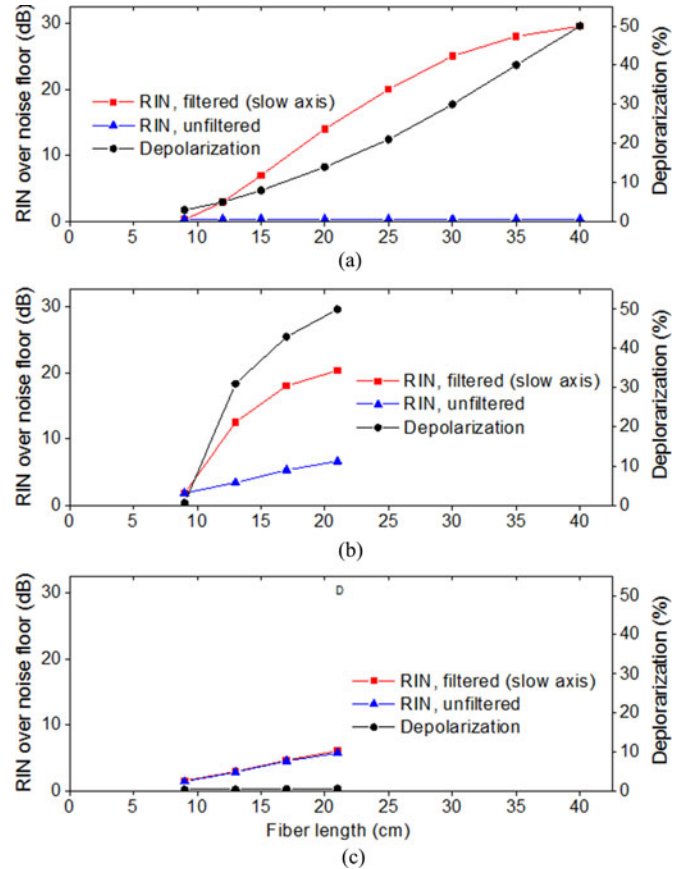 RIN over noise floor (dB)
30
20
10
0
RIN, filtered (slow axis)
RIN, unfiltered
Depolarization
50
40
30
20
10
0
Deplorarization (%)
0 5 10 15 20 25 30 35 40
(a)
RIN over noise floor (dB)
30
20
10
0
RIN, filtered (slow axis)
RIN, unfiltered
Depolarization
50
40
30
20
10
0
Deplorarization (%)
0 5 10 15 20 25 30 35 40
(b)
RIN over noise floor (dB)
30
20
10
0
D
RIN, filtered (slow axis)
RIN, unfiltered
Depolarization
50
40
30
20
10
0
Deplorarization (%)
0 5 10 15 20 25 30 35 40
Fiber length (cm)
(c)